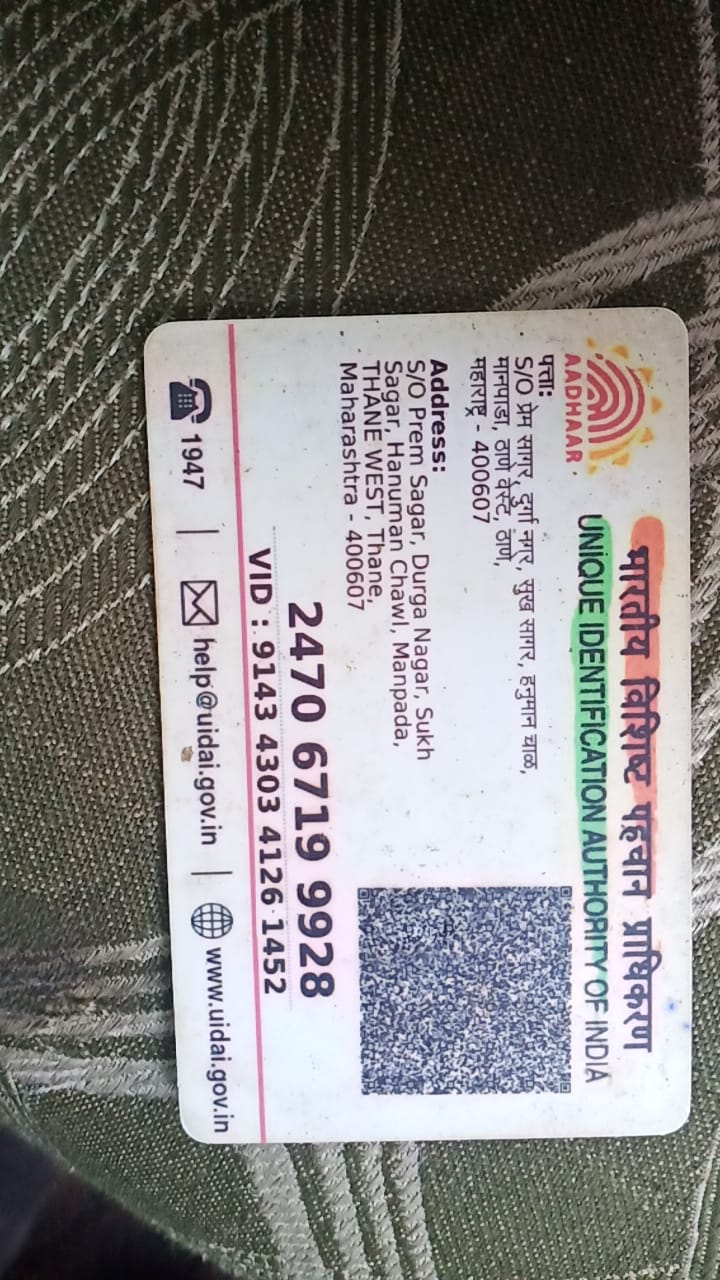 भारतीय विशिष्ट पहचान प्राधिकरण
UNIQUE IDENTIFICATION AUTHORITY OF INDIA
AADHAAR
पत्ता:
S/O प्रेम सागर, दुर्गा नगर, सुख सागर, हनुमान चाळ,
मानपाडा, ठाणे वेस्ट, ठाणे,
महाराष्ट्र - 400607
Address:
S/O Prem Sagar, Durga Nagar, Sukh
Sagar, Hanuman Chawl, Manpada,
THANE WEST, Thane,
Maharashtra - 400607
2470 6719 9928
VID : 9143 4303 4126 1452
1947 | help@uidai.gov.in | www.uidai.gov.in